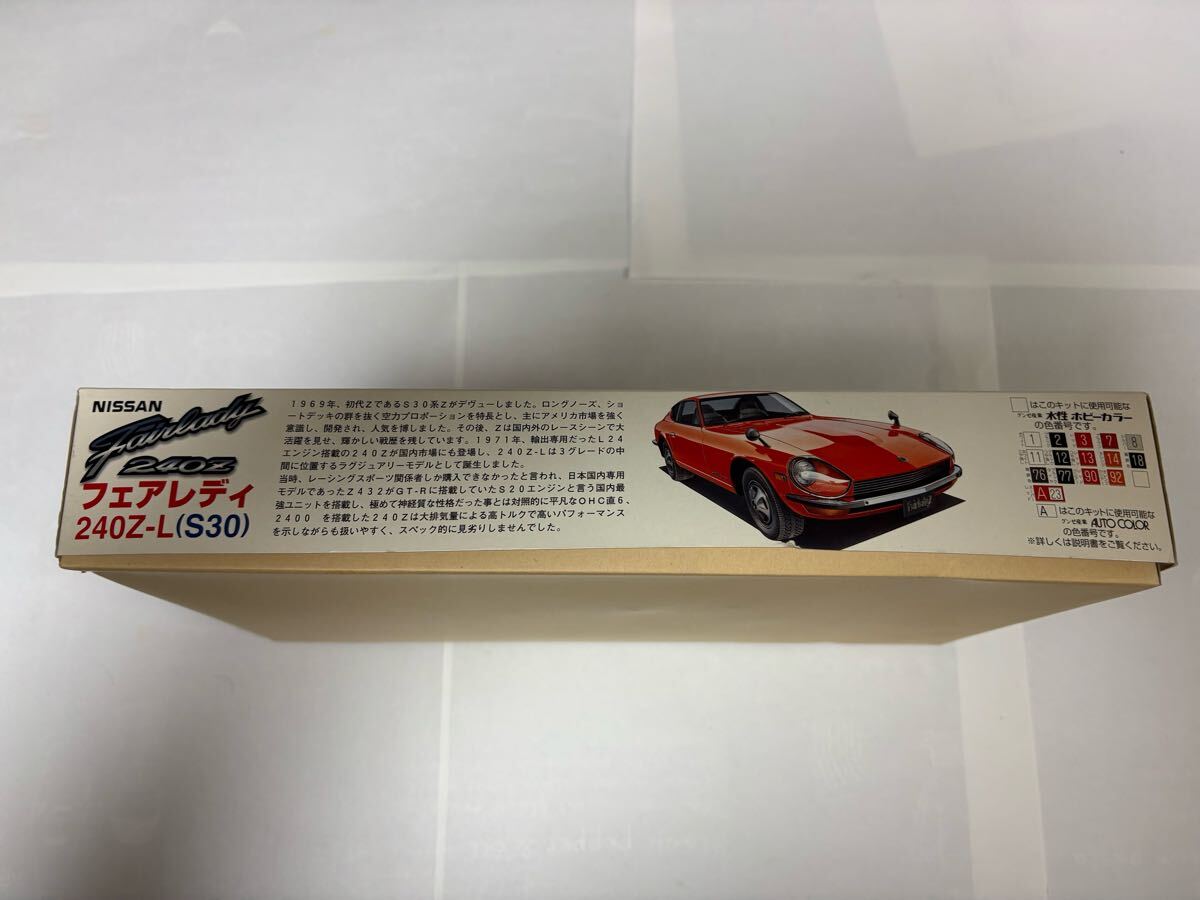 NISSAN
Fairlady
240Z
フェアレディ
240Z-L(S30)
1969年、初代ZであるS30系Zがデヴューしました。ロングノーズ、ショ
ートデッキの群を抜く空力プロポーションを特長とし、主にアメリカ市場を強く
意識し、開発され、人気を博しました。その後、Zは国内外のレースシーンで大
活躍を見せ、輝かしい戦歴を残しています。1971年、輸出専用だったL24
エンジン搭載の240Zが国内市場にも登場し、240Z-Lは3グレードの中
間に位置するラグジュアリーモデルとして誕生しました。
当時、レーシングスポーツ関係者しか購入できなかったと言われ、日本国内専用
モデルであったZ432がGT-Rに搭載していたS20エンジンと言う国内最
強ユニットを搭載し、極めて神経質な性格だった事とは対照的に平凡なOHC直6、
2400 を搭載した240Zは大排気量による高トルクで高いパフォーマンス
を示しながらも扱いやすく、スペック的に見劣りしませんでした。
Fairlady Z
はこのキットに使用可能な
グンゼ産業 水性 ホビーカラー
の色番号です。
1 2 3 7 8
11 12 13 14 18
76 77 90 92
A 23
A はこのキットに使用可能な
グンゼ産業 AUTO COLOR
の色番号です。
※詳しくは説明書をご覧ください。